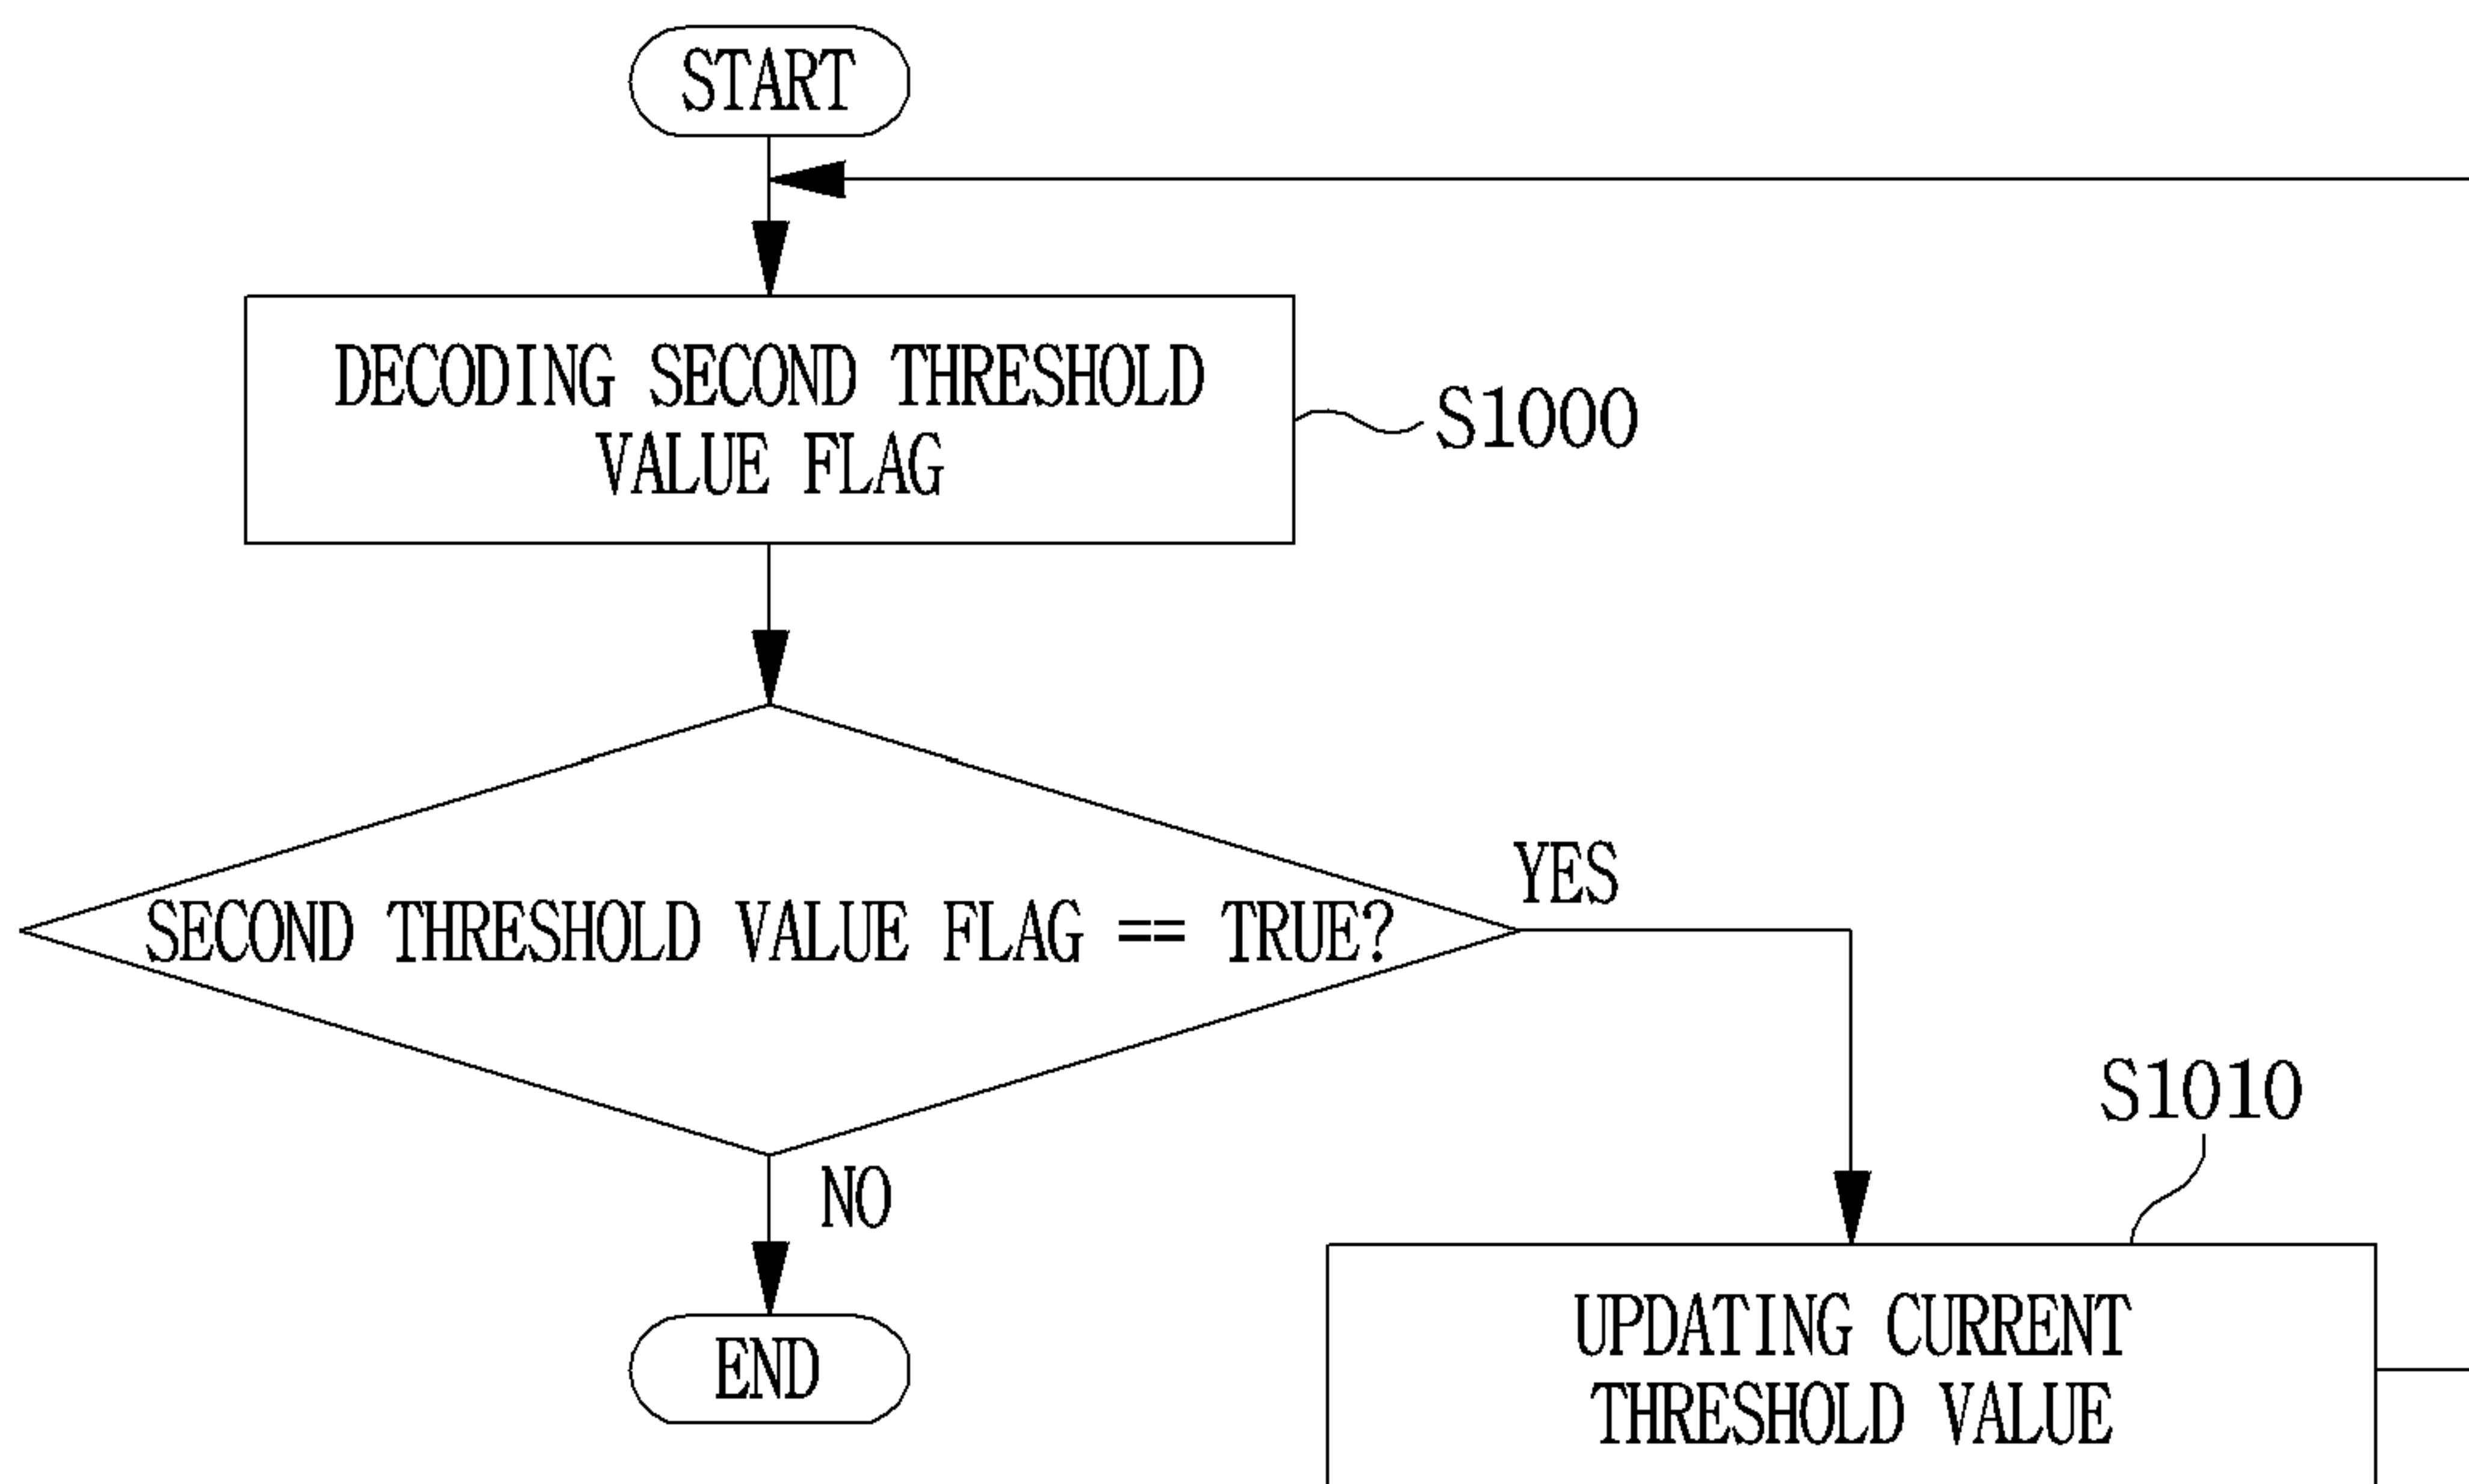 START
DECODING SECOND THRESHOLD
VALUE FLAG
S1000
SECOND THRESHOLD VALUE FLAG == TRUE?
YES
NO
S1010
END
UPDATING CURRENT
THRESHOLD VALUE